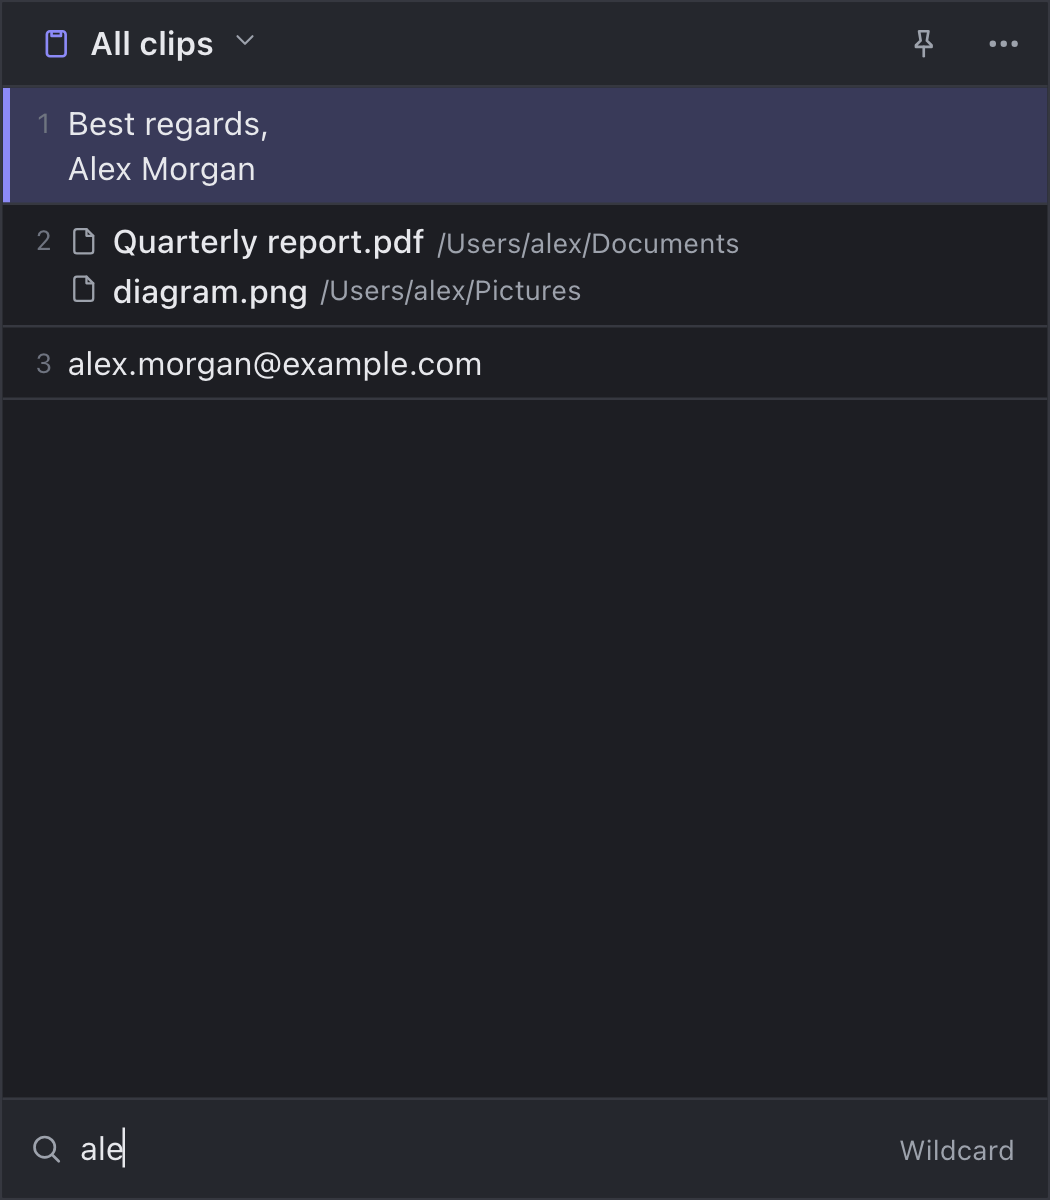 All clips
1 Best regards,
Alex Morgan
2 Quarterly report.pdf /Users/alex/Documents
diagram.png /Users/alex/Pictures
3 alex.morgan@example.com
ale Wildcard